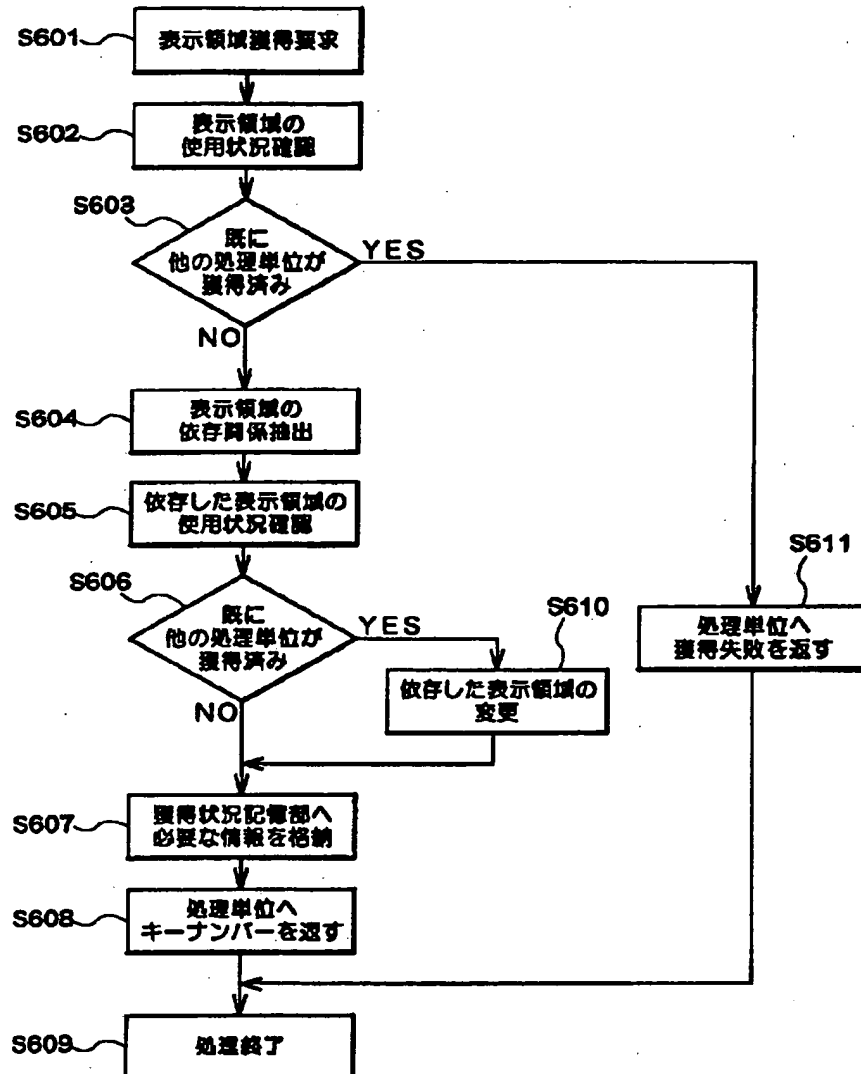 S601
表示領域獲得要求
S602
表示領域の
使用状況確認
S603
既に
他の処理単位が
獲得済み
YES
NO
S604
表示領域の
依存関係抽出
S605
依存した表示領域の
使用状況確認
S606
既に
他の処理単位が
獲得済み
YES
NO
S610
依存した表示領域の
変更
S611
処理単位へ
獲得失敗を返す
S607
獲得状況記憶部へ
必要な情報を格納
S608
処理単位へ
キーナンバーを返す
S609
処理終了